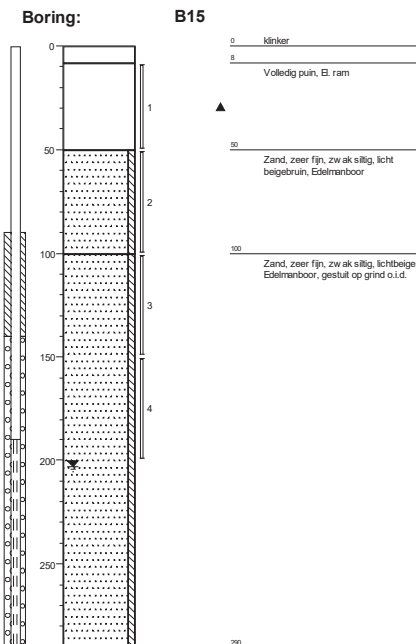 Boring: B15
0
50
100
150
200
250
1
2
3
4
0 klinker
8
Volledig puin, El. ram
50
Zand, zeer fijn, zwak siltig, licht
beigebruin, Edelmanboor
100
Zand, zeer fijn, zwak siltig, lichtbeige
Edelmanboor, gestuit op grind o.i.d.
290